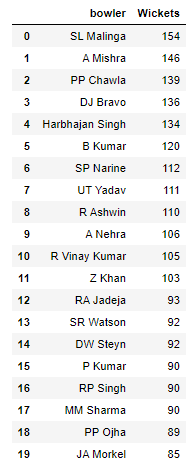 bowler Wickets
0 SL Malinga 154
1 A Mishra 146
2 PP Chawla 139
3 DJ Bravo 136
4 Harbhajan Singh 134
5 B Kumar 120
6 SP Narine 112
7 UT Yadav 111
8 R Ashwin 110
9 A Nehra 106
10 R Vinay Kumar 105
11 Z Khan 103
12 RA Jadeja 93
13 SR Watson 92
14 DW Steyn 92
15 P Kumar 90
16 RP Singh 90
17 MM Sharma 90
18 PP Ojha 89
19 JA Morkel 85